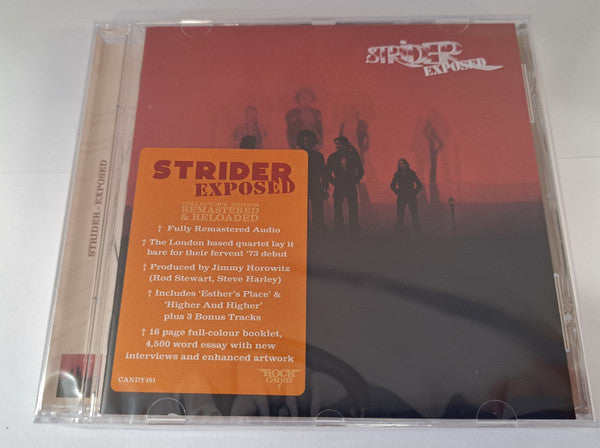 STRIDER
EXPOSED
STRIDER - EXPOSED
STRIDER
EXPOSED
COLLECTOR'S EDITION
REMASTERED
& RELOADED
† Fully Remastered Audio
† The London based quartet lay it
bare for their fervent '73 debut
† Produced by Jimmy Horowitz
(Rod Stewart, Steve Harley)
† Includes 'Esther's Place' &
'Higher And Higher'
plus 3 Bonus Tracks
† 16 page full-colour booklet,
4,500 word essay with new
interviews and enhanced artwork
CANDY461
ROCK
CANDY